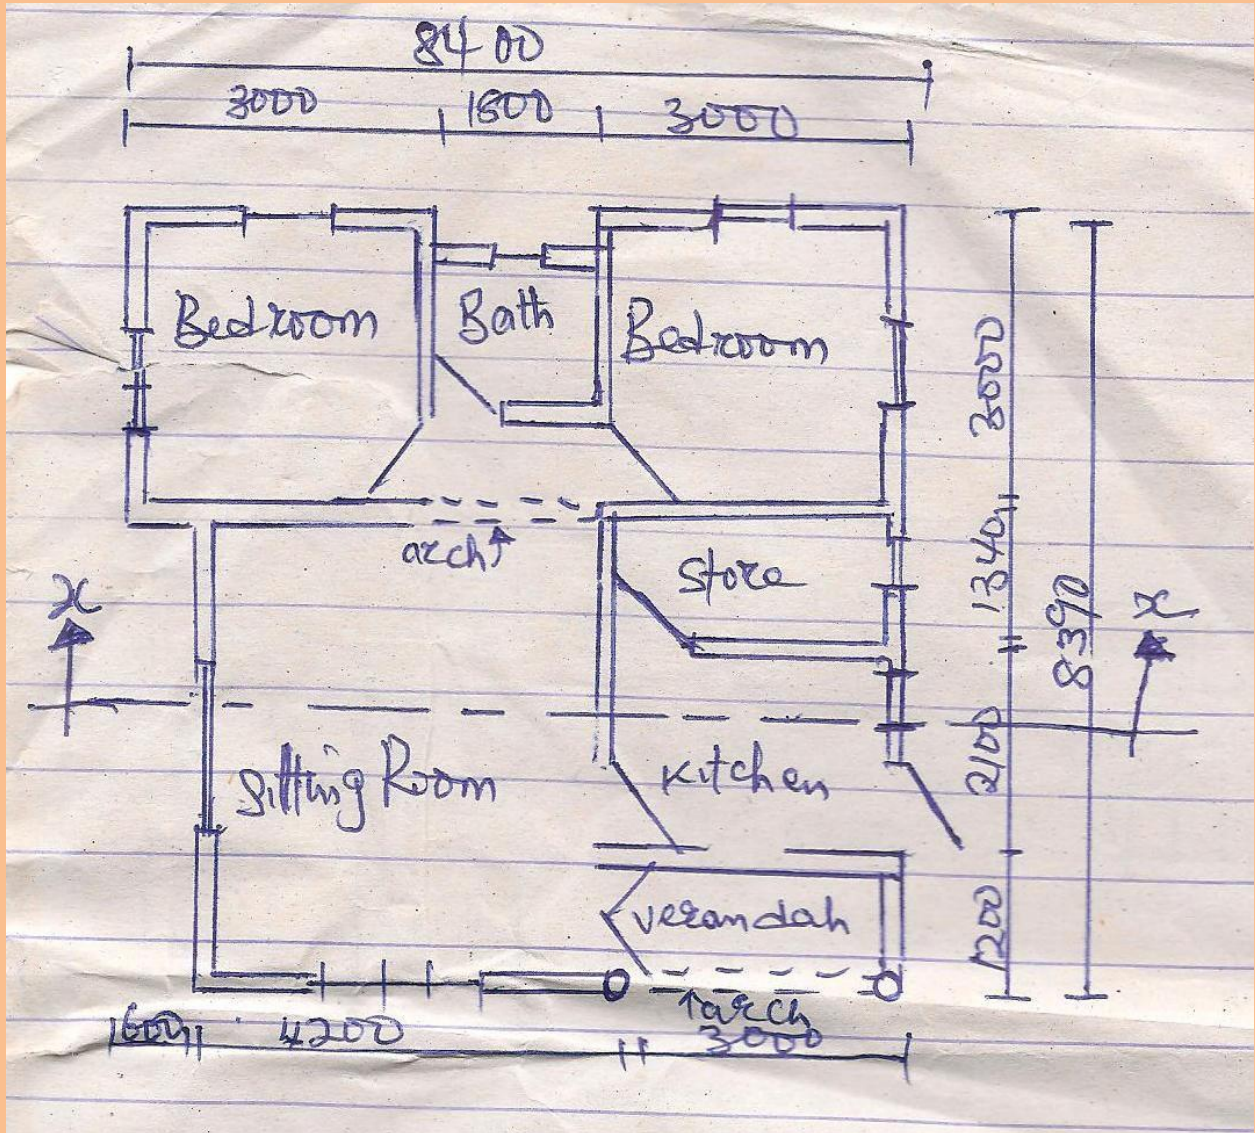 8400
3000 1800 3000
Bedroom Bath Bedroom
3000
arch
store
1340
x
x
8390
Sitting Room
Kitchen
2100
verandah
1200
arch
600 4200 3000